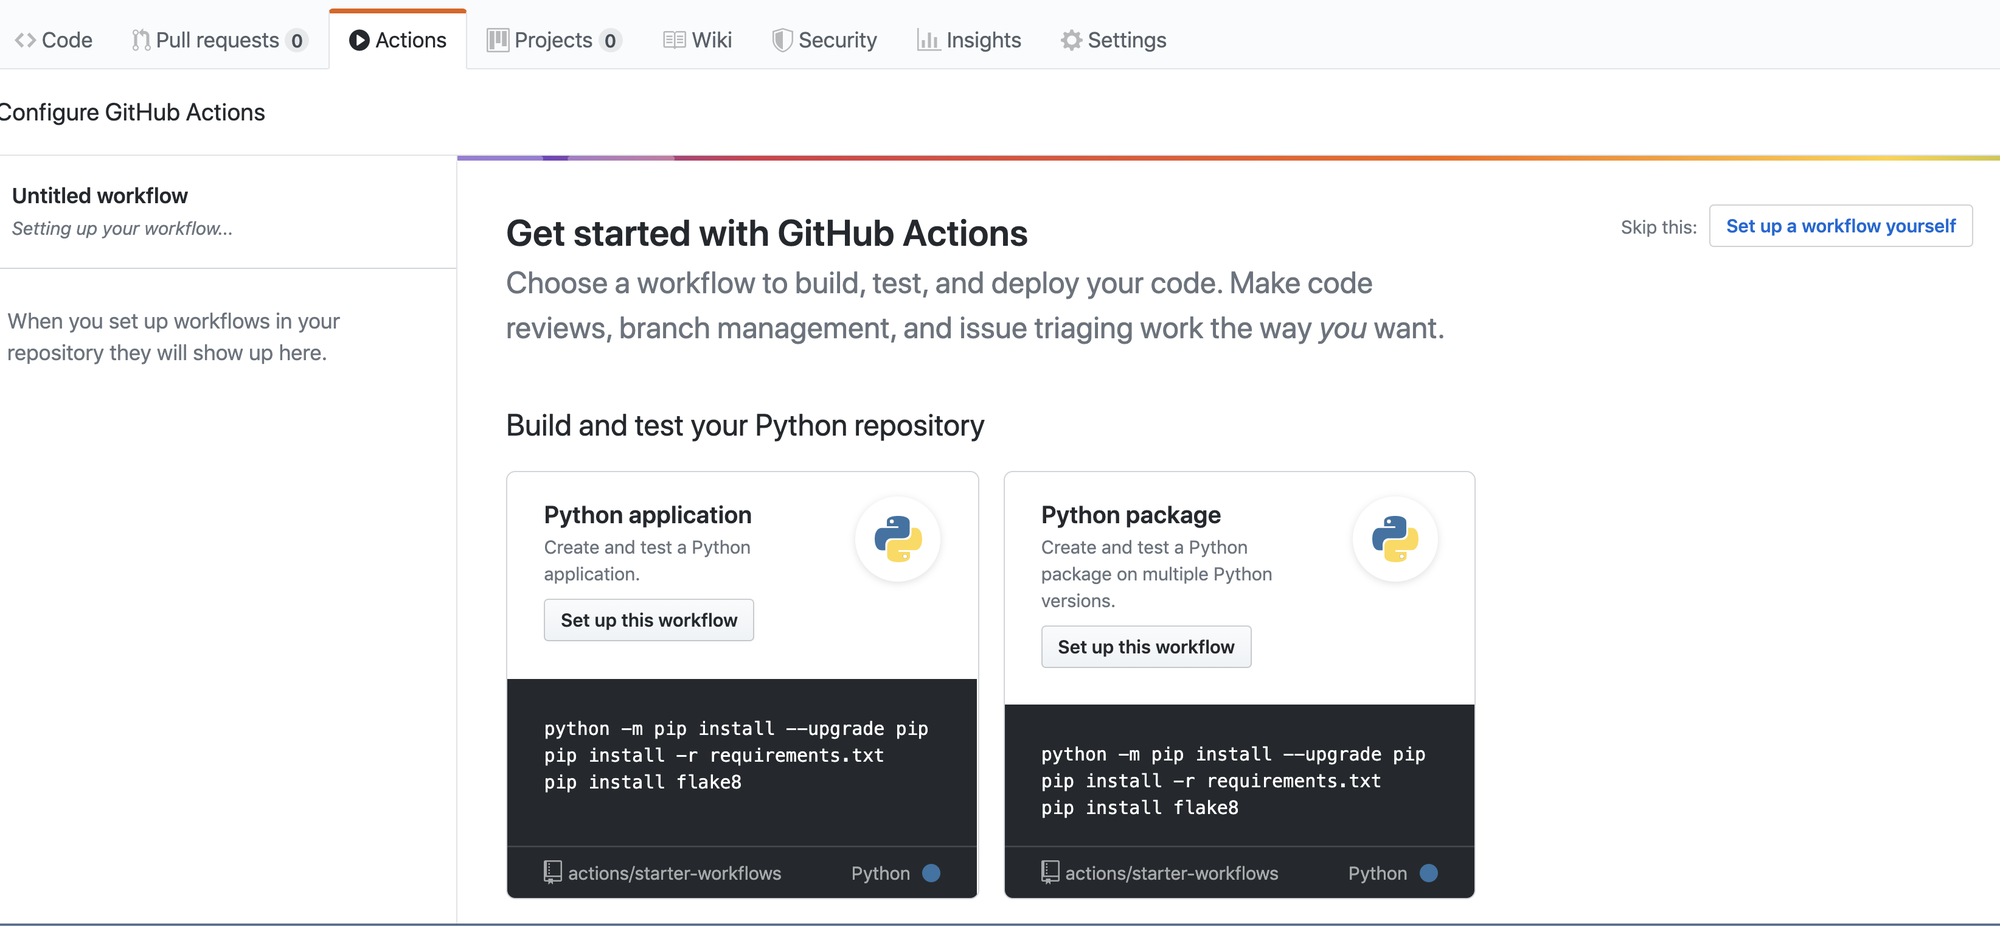 Code Pull requests 0 Actions Projects 0 Wiki Security Insights Settings
Configure GitHub Actions
Untitled workflow
Setting up your workflow...
When you set up workflows in your
repository they will show up here.
Get started with GitHub Actions
Skip this: Set up a workflow yourself
Choose a workflow to build, test, and deploy your code. Make code
reviews, branch management, and issue triaging work the way you want.
Build and test your Python repository
Python application
Create and test a Python
application.
Set up this workflow
python -m pip install --upgrade pip
pip install -r requirements.txt
pip install flake8
actions/starter-workflows Python
Python package
Create and test a Python
package on multiple Python
versions.
Set up this workflow
python -m pip install --upgrade pip
pip install -r requirements.txt
pip install flake8
actions/starter-workflows Python